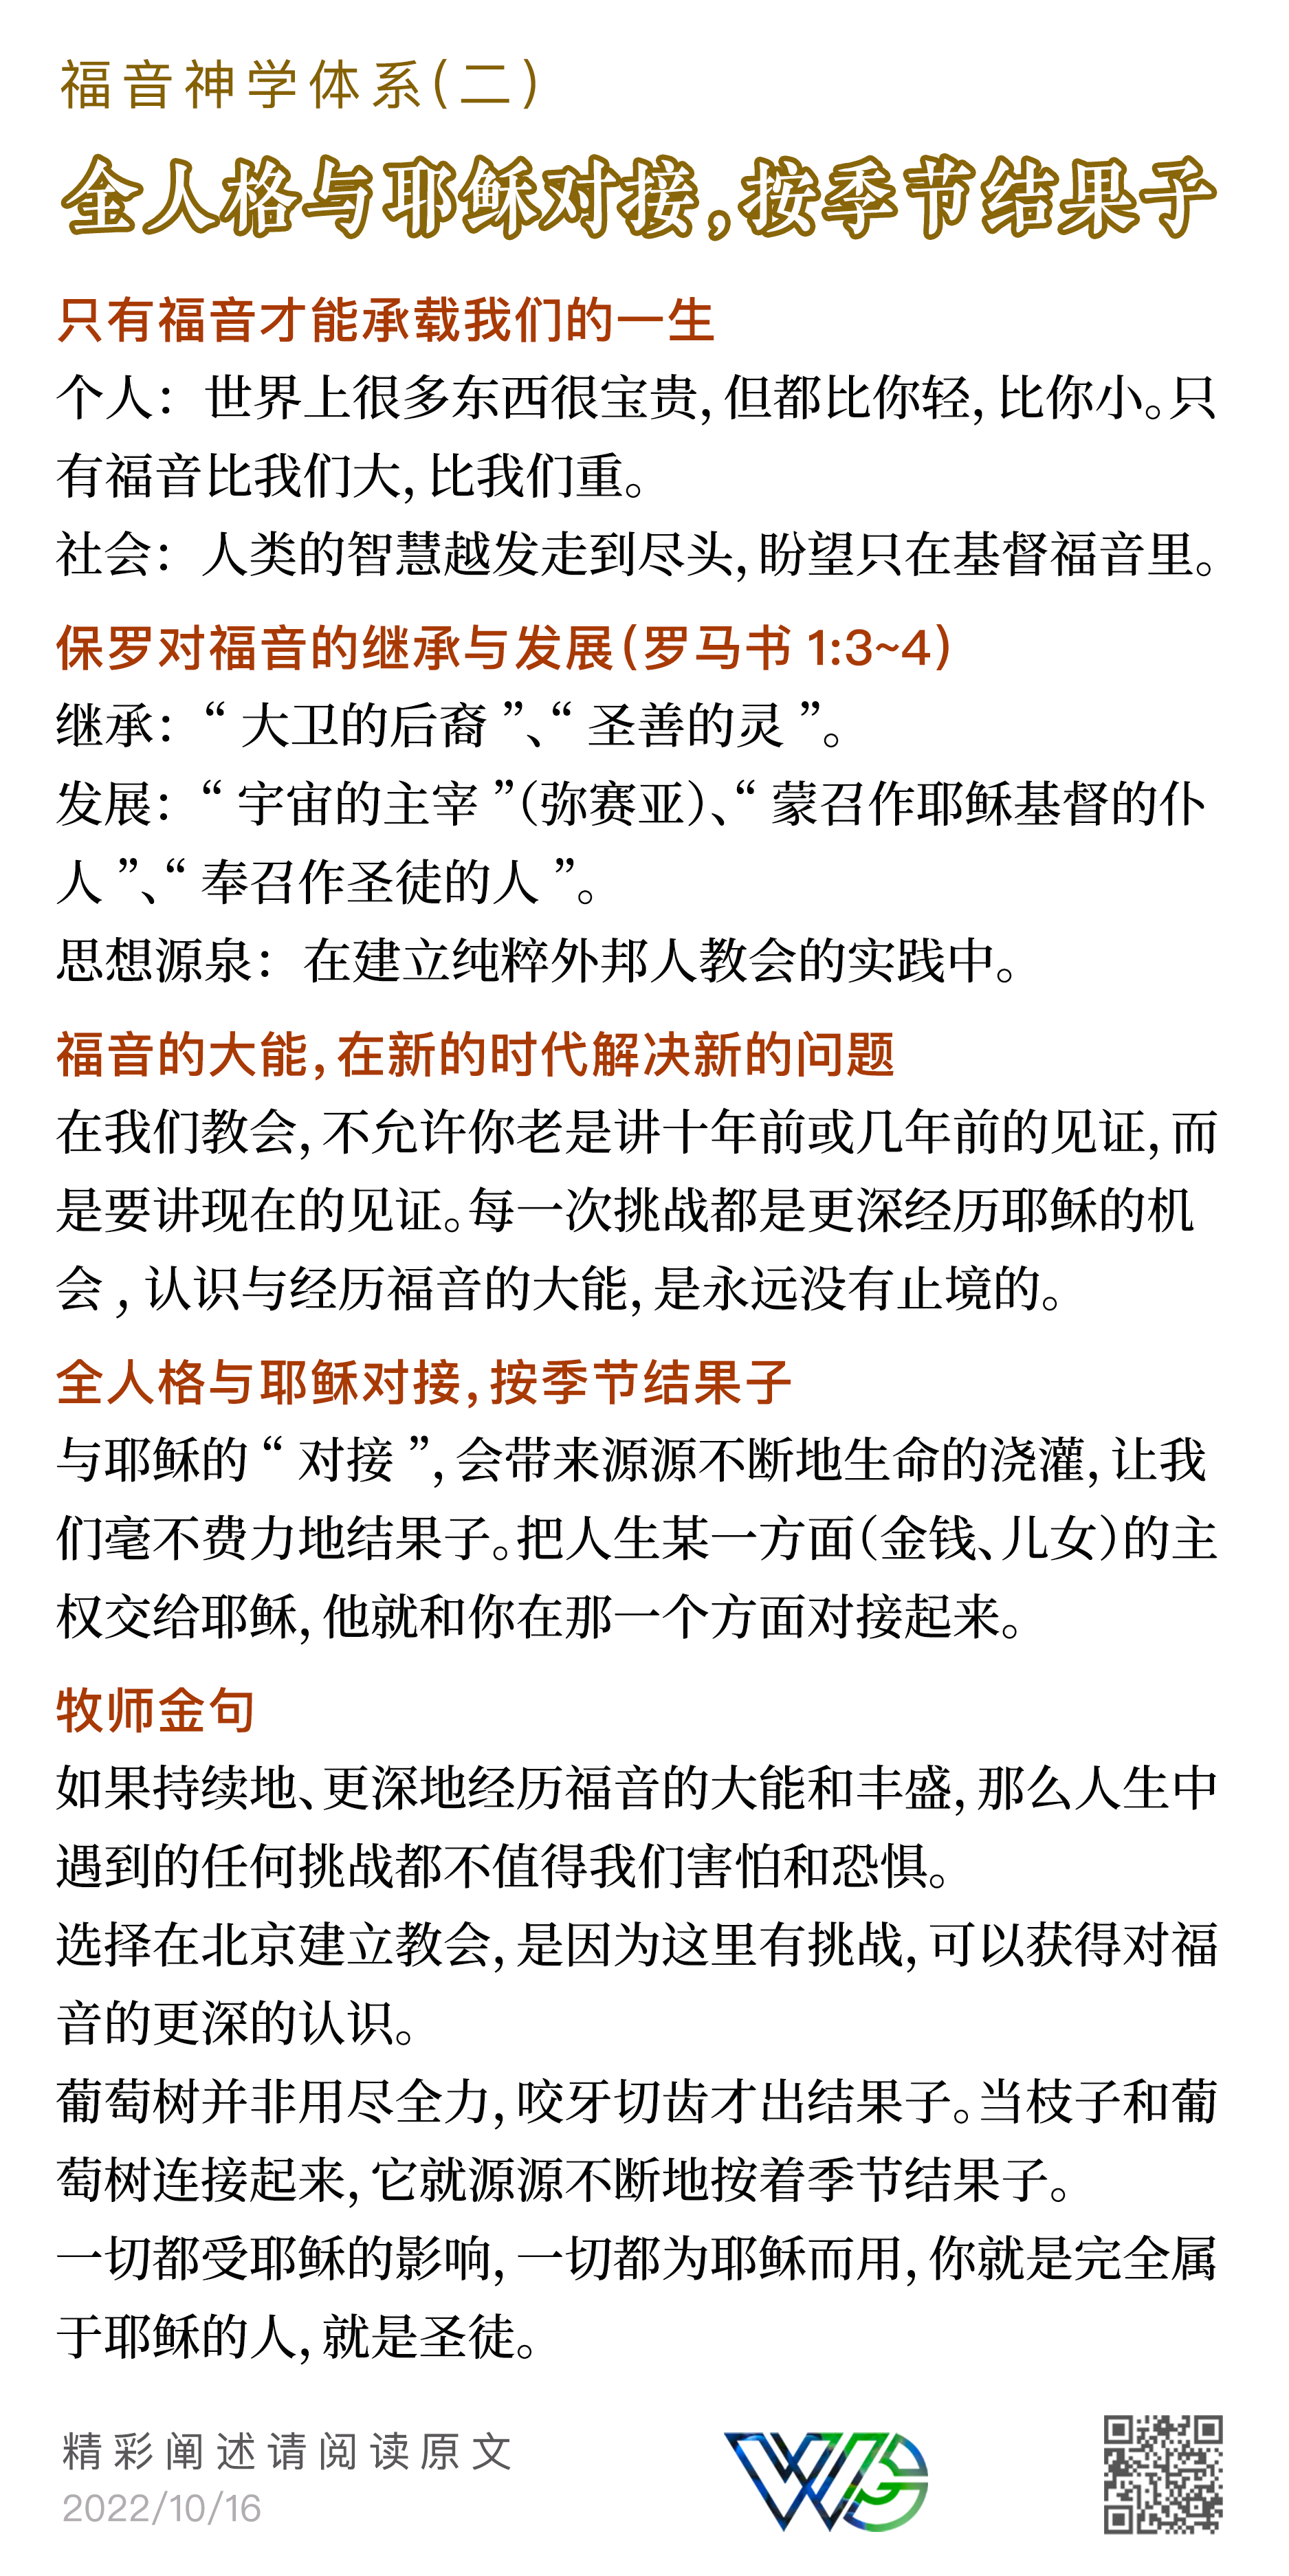 福音神学体系(二)
全人格与耶稣对接,按季节结果子
只有福音才能承载我们的一生
个人：世界上很多东西很宝贵,但都比你轻,比你小。只
有福音比我们大,比我们重。
社会：人类的智慧越发走到尽头,盼望只在基督福音里。
保罗对福音的继承与发展(罗马书 1:3~4)
继承：“ 大卫的后裔 ”、“ 圣善的灵 ”。
发展：“ 宇宙的主宰 ”(弥赛亚)、“ 蒙召作耶稣基督的仆
人 ”、“ 奉召作圣徒的人 ”。
思想源泉：在建立纯粹外邦人教会的实践中。
福音的大能,在新的时代解决新的问题
在我们教会,不允许你老是讲十年前或几年前的见证,而
是要讲现在的见证。每一次挑战都是更深经历耶稣的机
会 , 认识与经历福音的大能,是永远没有止境的。
全人格与耶稣对接,按季节结果子
与耶稣的 “ 对接 ”,会带来源源不断地生命的浇灌,让我
们毫不费力地结果子。把人生某一方面(金钱、儿女)的主
权交给耶稣,他就和你在那一个方面对接起来。
牧师金句
如果持续地、更深地经历福音的大能和丰盛,那么人生中
遇到的任何挑战都不值得我们害怕和恐惧。
选择在北京建立教会,是因为这里有挑战,可以获得对福
音的更深的认识。
葡萄树并非用尽全力,咬牙切齿才出结果子。当枝子和葡
萄树连接起来,它就源源不断地按着季节结果子。
一切都受耶稣的影响,一切都为耶稣而用,你就是完全属
于耶稣的人,就是圣徒。
精彩阐述请阅读原文
2022/10/16